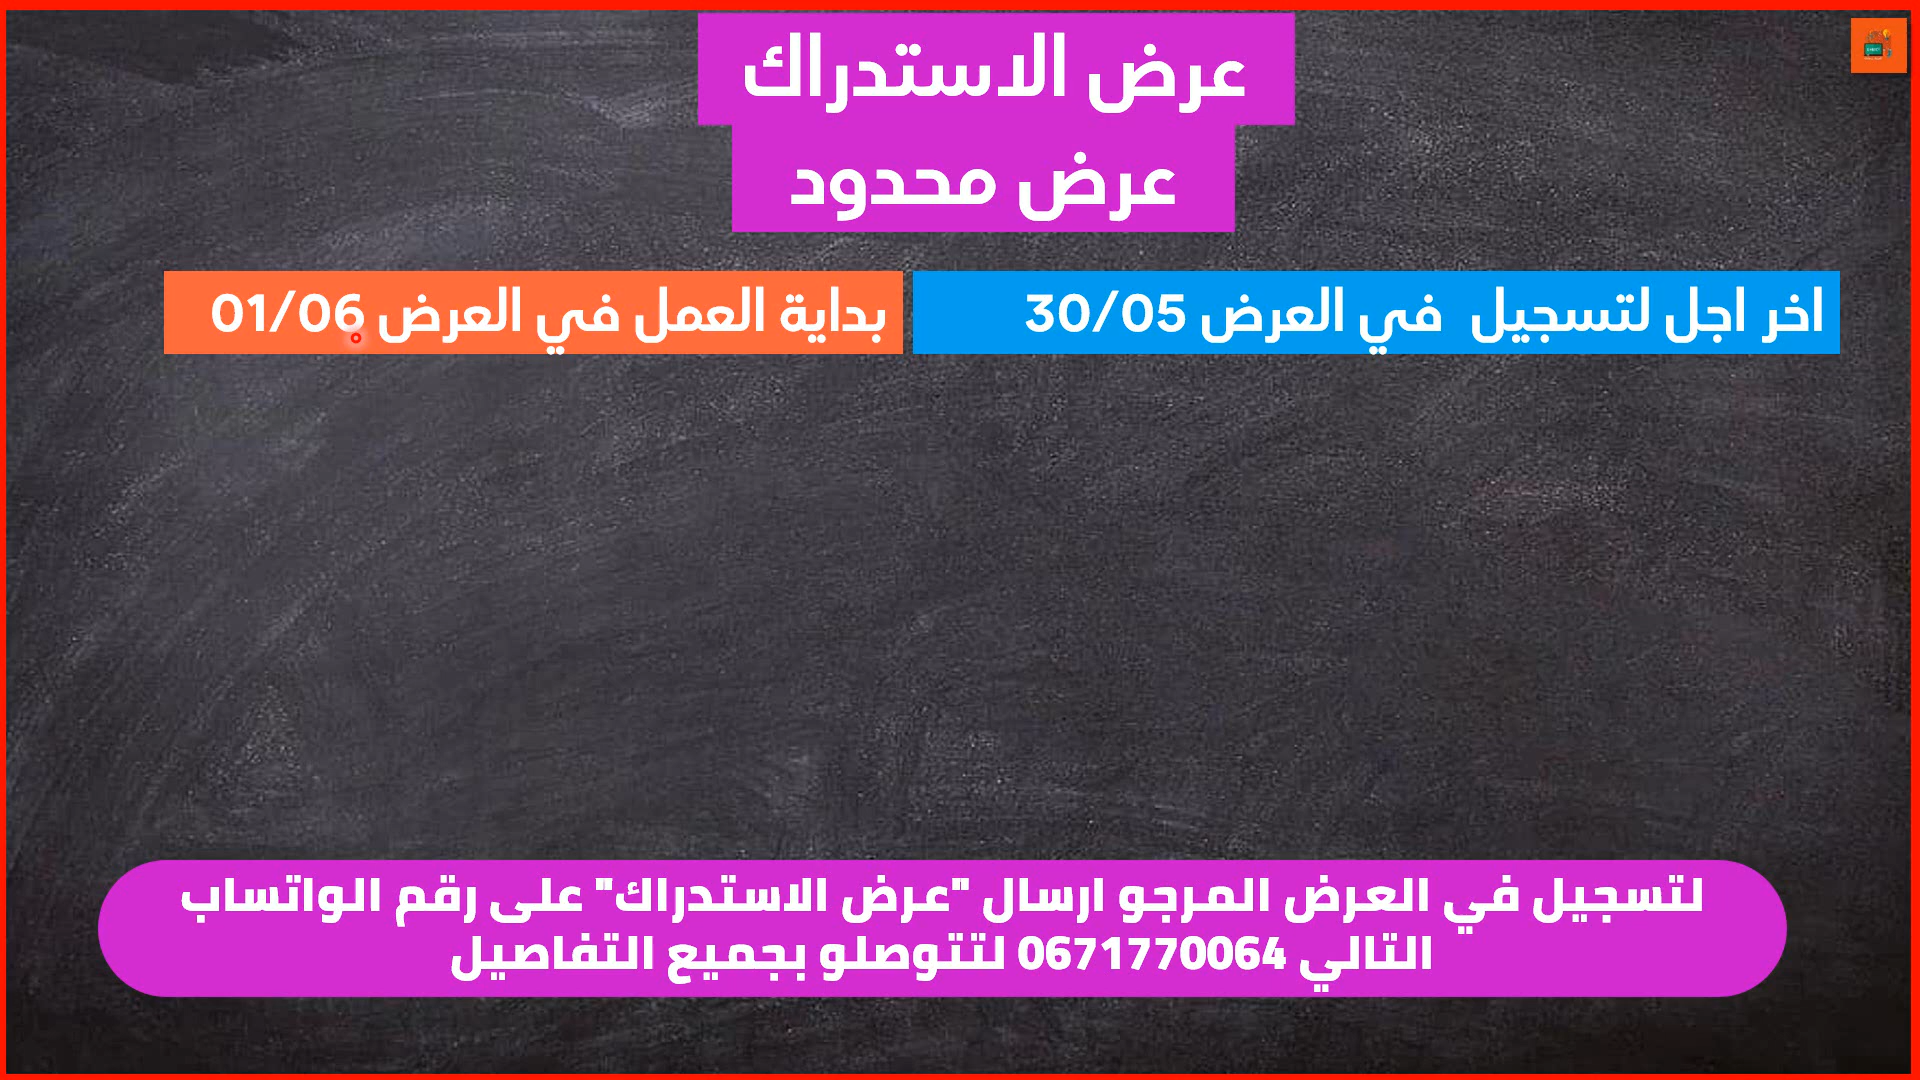 عرض الاستدراك
عرض محدود
اخر اجل لتسجيل في العرض 30/05
بداية العمل في العرض 01/06
لتسجيل في العرض المرجو ارسال "عرض الاستدراك" على رقم الواتساب
التالي 0671770064 لتتوصلو بجميع التفاصيل